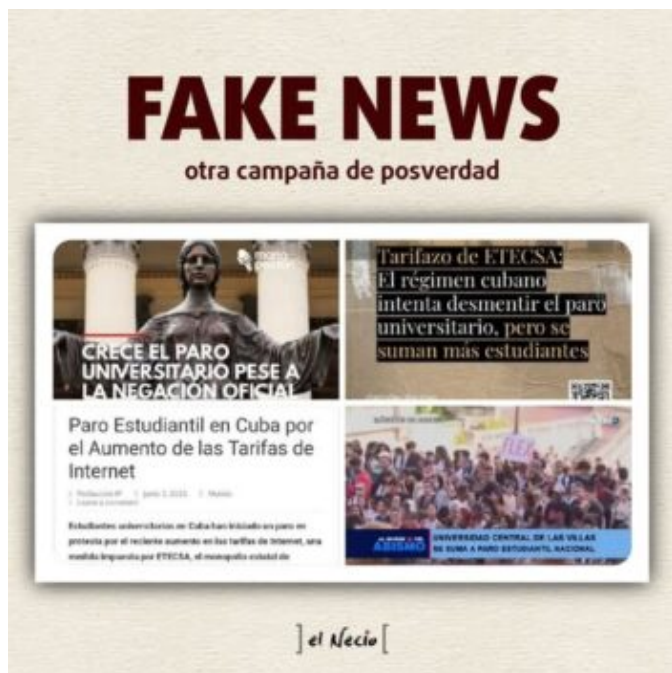 FAKE NEWS
otra campaña de posverdad
CRECE EL PARO
UNIVERSITARIO PESE A
LA NEGACIÓN OFICIAL
Tarifazo de ETECSA:
El régimen cubano
intenta desmentir el paro
universitario, pero se
suman más estudiantes
Paro Estudiantil en Cuba por
el Aumento de las Tarifas de
Internet
Estudiantes universitarios en Cuba han iniciado un paro en
protesta por el reciente aumento en las tarifas de Internet, una
medida impuesta por ETECSA, el monopolio estatal de
FLEX
ABISMO
UNIVERSIDAD CENTRAL DE LAS VILLAS
SE SUMA A PARO ESTUDIANTIL NACIONAL
] el Necio [